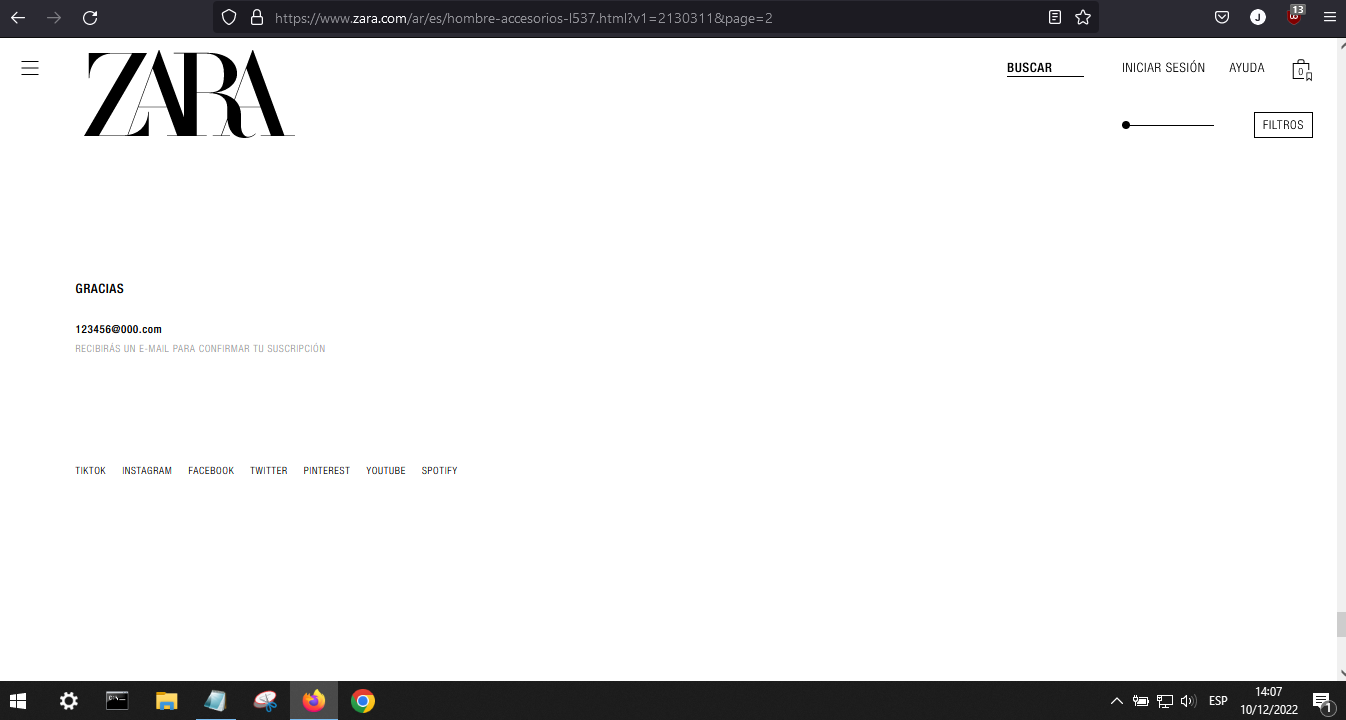 https://www.zara.com/ar/es/hombre-accesorios-l537.html?v1=2130311&page=2
J
13
ZARA
BUSCAR
INICIAR SESIÓN
AYUDA
0
FILTROS
GRACIAS
123456@000.com
RECIBIRÁS UN E-MAIL PARA CONFIRMAR TU SUSCRIPCIÓN
TIKTOK INSTAGRAM FACEBOOK TWITTER PINTEREST YOUTUBE SPOTIFY
ESP
14:07
10/12/2022
1